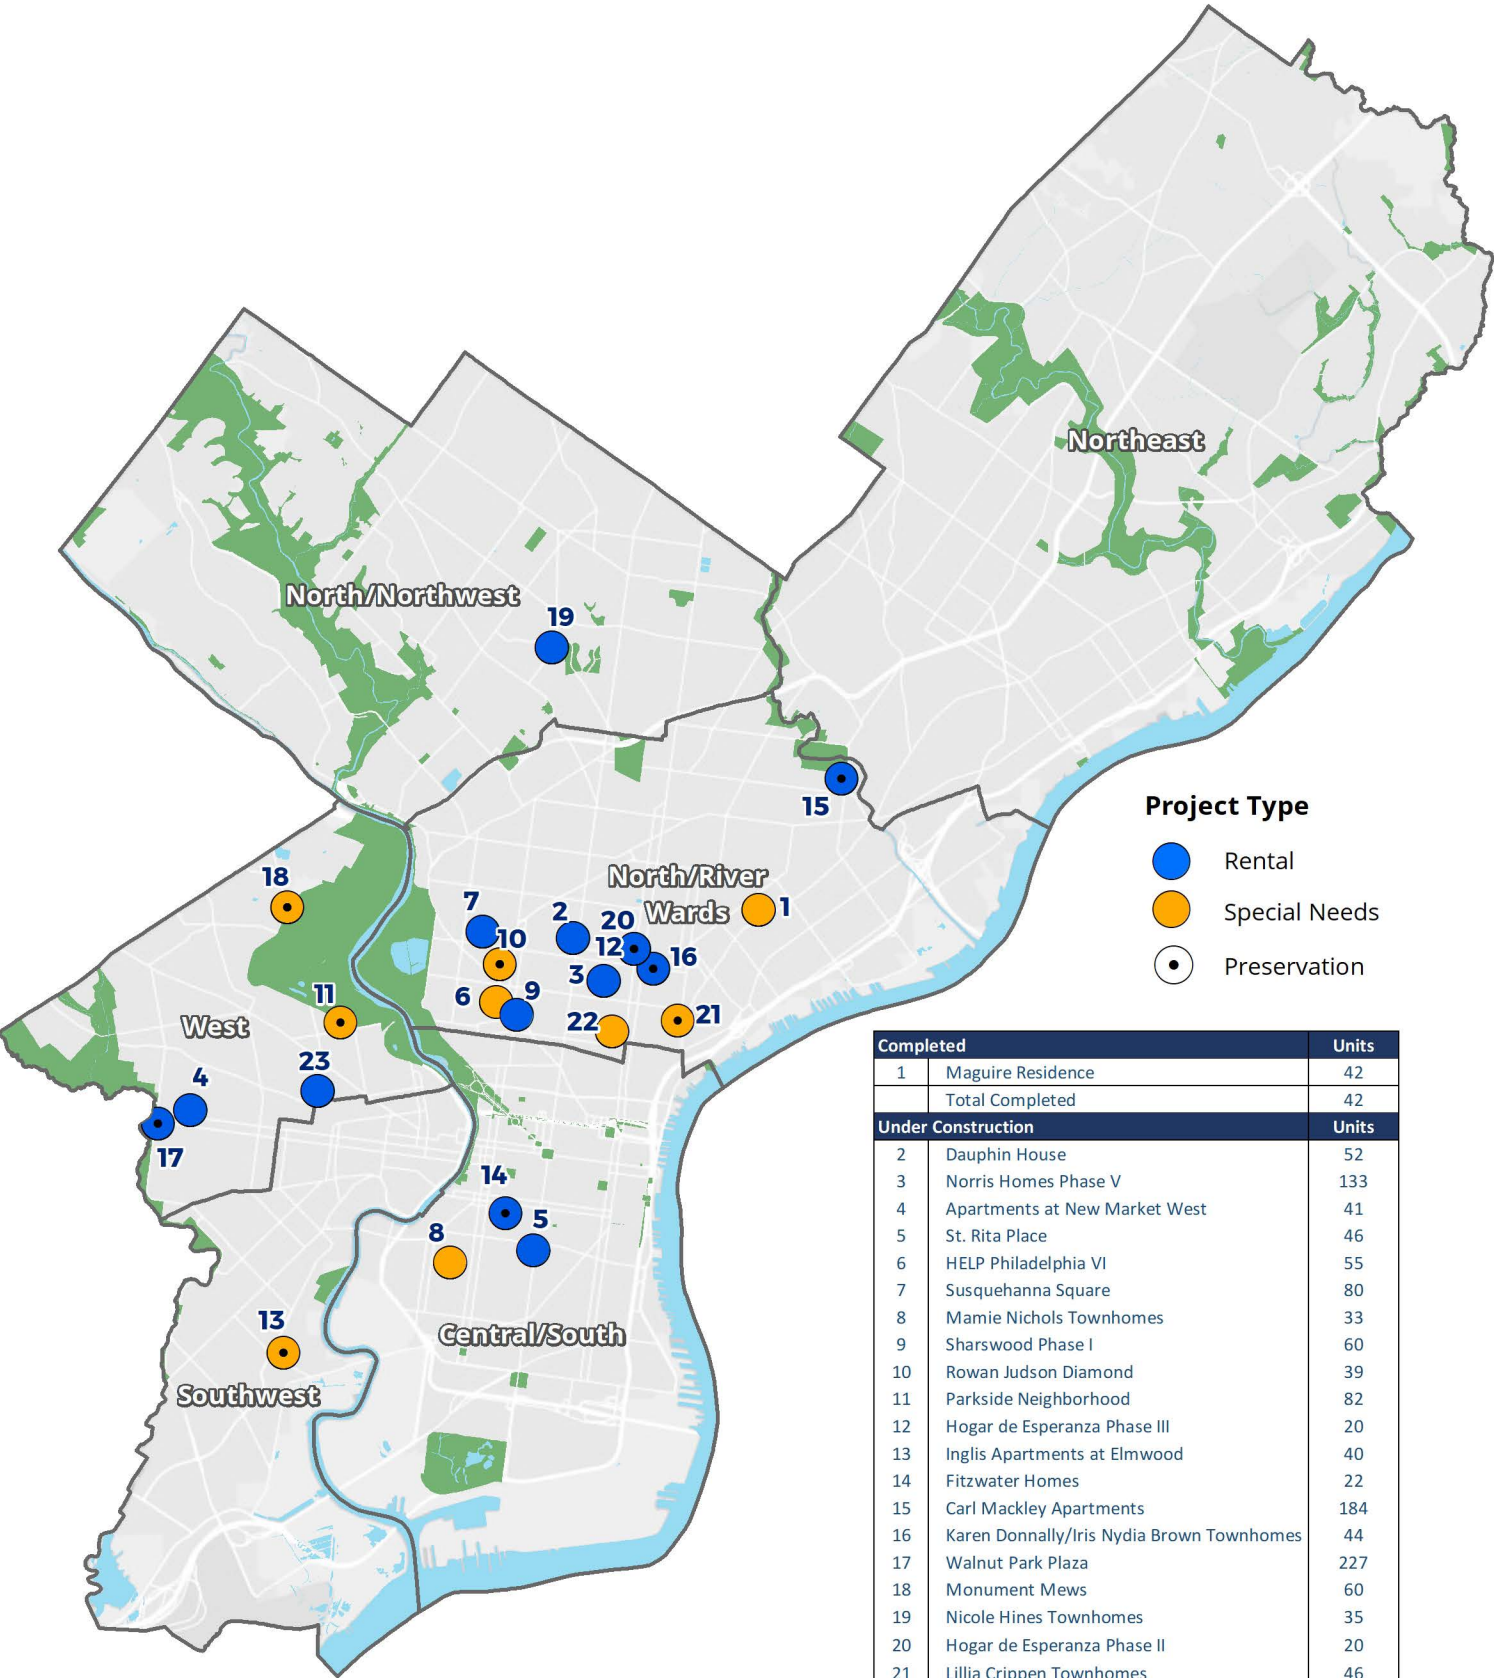 Northeast
North/Northwest
19
15
Project Type
Rental
Special Needs
Preservation
18
North/River
Wards
7
2
20
1
10
12
16
3
6
9
11
22
21
West
23
4
17
14
5
8
13
Central/South
Southwest
Completed Units
1 Maguire Residence 42
Total Completed 42
Under Construction Units
2 Dauphin House 52
3 Norris Homes Phase V 133
4 Apartments at New Market West 41
5 St. Rita Place 46
6 HELP Philadelphia VI 55
7 Susquehanna Square 80
8 Mamie Nichols Townhomes 33
9 Sharswood Phase I 60
10 Rowan Judson Diamond 39
11 Parkside Neighborhood 82
12 Hogar de Esperanza Phase III 20
13 Inglis Apartments at Elmwood 40
14 Fitzwater Homes 22
15 Carl Mackley Apartments 184
16 Karen Donnally/Iris Nydia Brown Townhomes 44
17 Walnut Park Plaza 227
18 Monument Mews 60
19 Nicole Hines Townhomes 35
20 Hogar de Esperanza Phase II 20
21 Lillia Crippen Townhomes 46